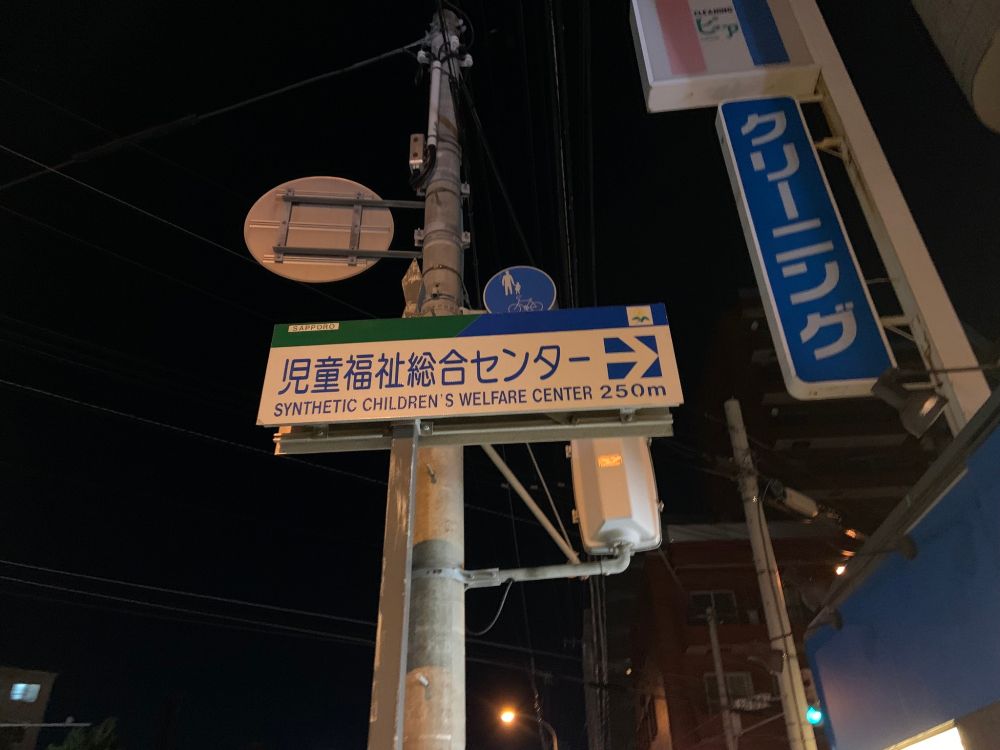 CLEANING
ピア
クリーニング
SAPPORO
児童福祉総合センター
SYNTHETIC CHILDREN'S WELFARE CENTER 250m